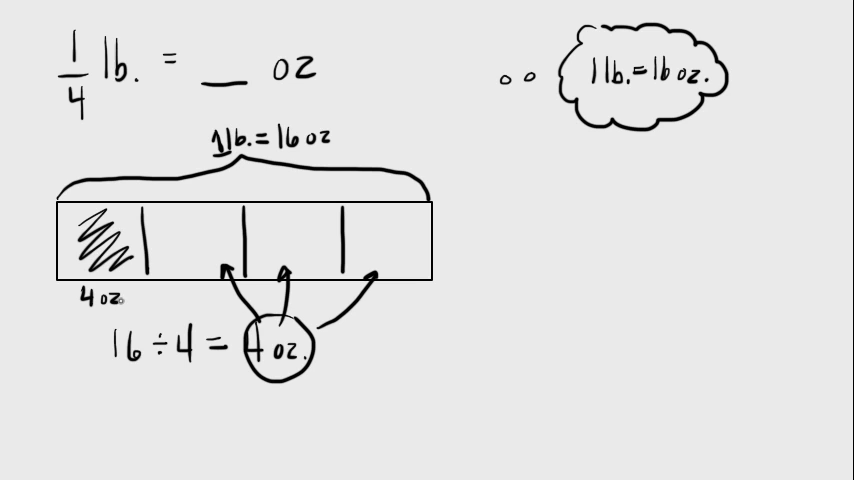 1/4 lb. = __ oz
1 lb. = 16 oz.
1 lb. = 16 oz
4 oz.
16 ÷ 4 = 4 oz.